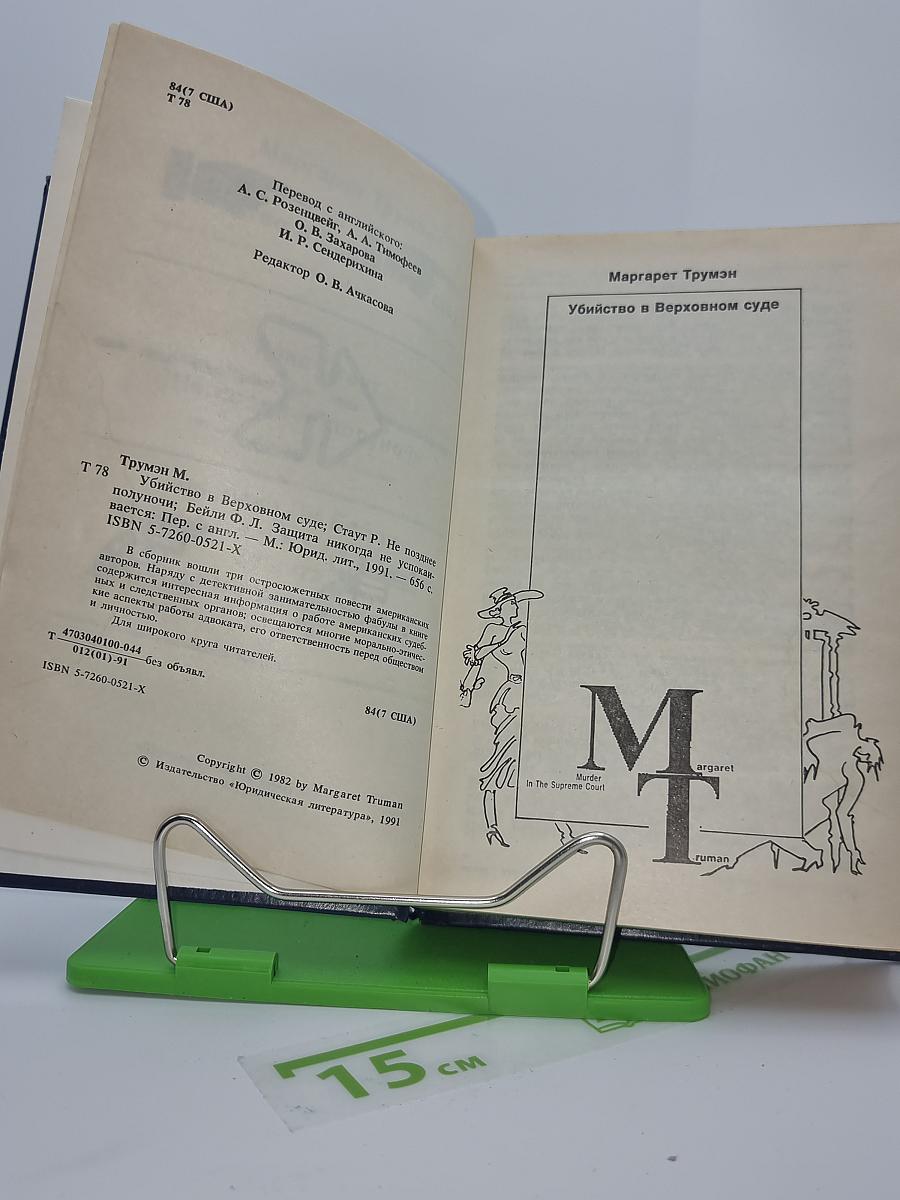 84(7 США)
Т 78
Перевод с английского:
А. С. Розенцвейг, А. А. Тимофеев
О. В. Захарова
И. Р. Сендерихина
Редактор О. В. Ачкасова
Трумэн М.
Т 78 Убийство в Верховном суде; Стаут Р. Не позднее
полуночи; Бейли Ф. Л. Защита никогда не успокаи-
вается: Пер. с англ. — М.: Юрид. лит., 1991. — 656 с.
ISBN 5-7260-0521-X
В сборник вошли три остросюжетных повести американских
авторов. Наряду с детективной занимательностью фабулы в книге
содержится интересная информация о работе американских судеб-
ных и следственных органов; освещаются многие морально-этичес-
кие аспекты работы адвоката, его ответственность перед обществом
и личностью.
Для широкого круга читателей.
Т 4703040100-044
012(01)-91 —без объявл.
ISBN 5-7260-0521-X
84(7 США)
Copyright © 1982 by Margaret Truman
© Издательство «Юридическая литература», 1991
Маргарет Трумэн
Убийство в Верховном суде
Margaret
Murder
In The Supreme Court
Truman
15 см